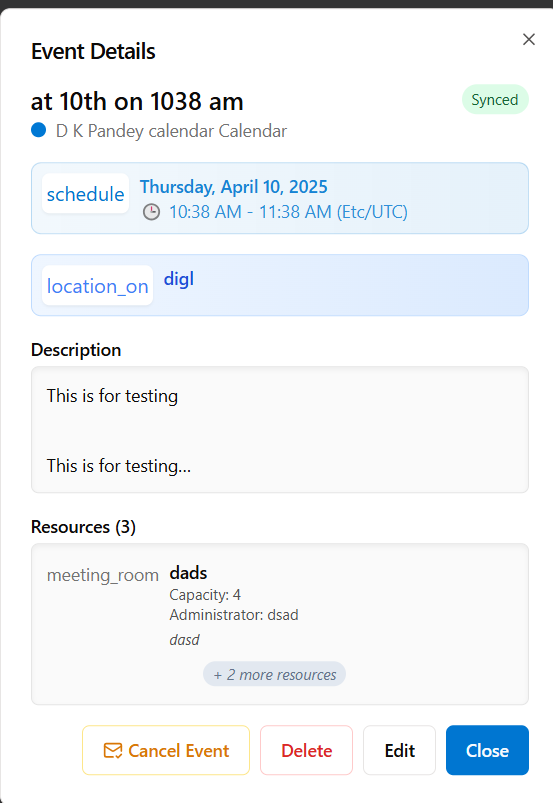 Event Details
at 10th on 1038 am
Synced
D K Pandey calendar Calendar
schedule
Thursday, April 10, 2025
10:38 AM - 11:38 AM (Etc/UTC)
location_on
digl
Description
This is for testing
This is for testing...
Resources (3)
meeting_room
dads
Capacity: 4
Administrator: dsad
dasd
+ 2 more resources
Cancel Event
Delete
Edit
Close